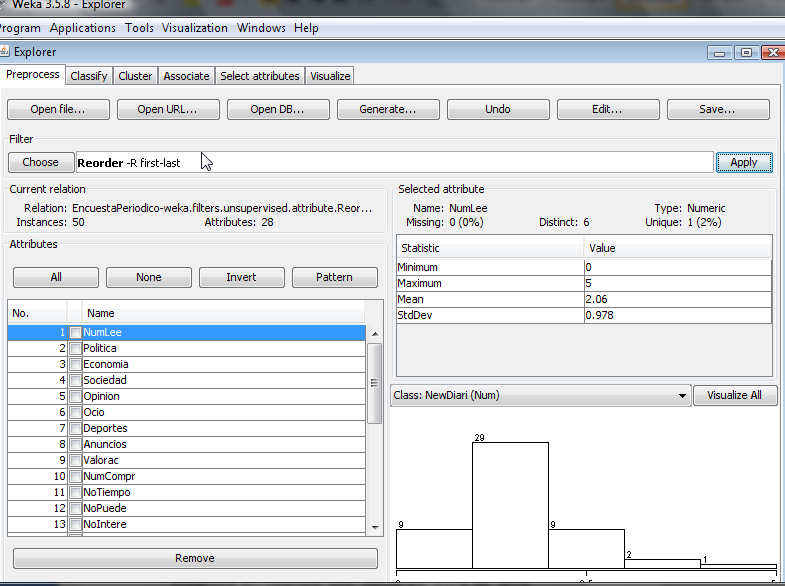 Weka 3.5.8 - Explorer
Program Applications Tools Visualization Windows Help
Explorer
Preprocess Classify Cluster Associate Select attributes Visualize
Open file... Open URL... Open DB... Generate... Undo Edit... Save...
Filter
Choose Reorder -R first-last Apply
Current relation
Relation: EncuestaPeriodico-weka.filters.unsupervised.attribute.Reor...
Instances: 50 Attributes: 28
Attributes
All None Invert Pattern
No. Name
1 NumLee
2 Politica
3 Economia
4 Sociedad
5 Opinion
6 Ocio
7 Deportes
8 Anuncios
9 Valorac
10 NumCompr
11 NoTiempo
12 NoPuede
13 NoIntere
Remove
Selected attribute
Name: NumLee Type: Numeric
Missing: 0 (0%) Distinct: 6 Unique: 1 (2%)
Statistic Value
Minimum 0
Maximum 5
Mean 2.06
StdDev 0.978
Class: NewDiari (Num) Visualize All
29
9
9
2
1